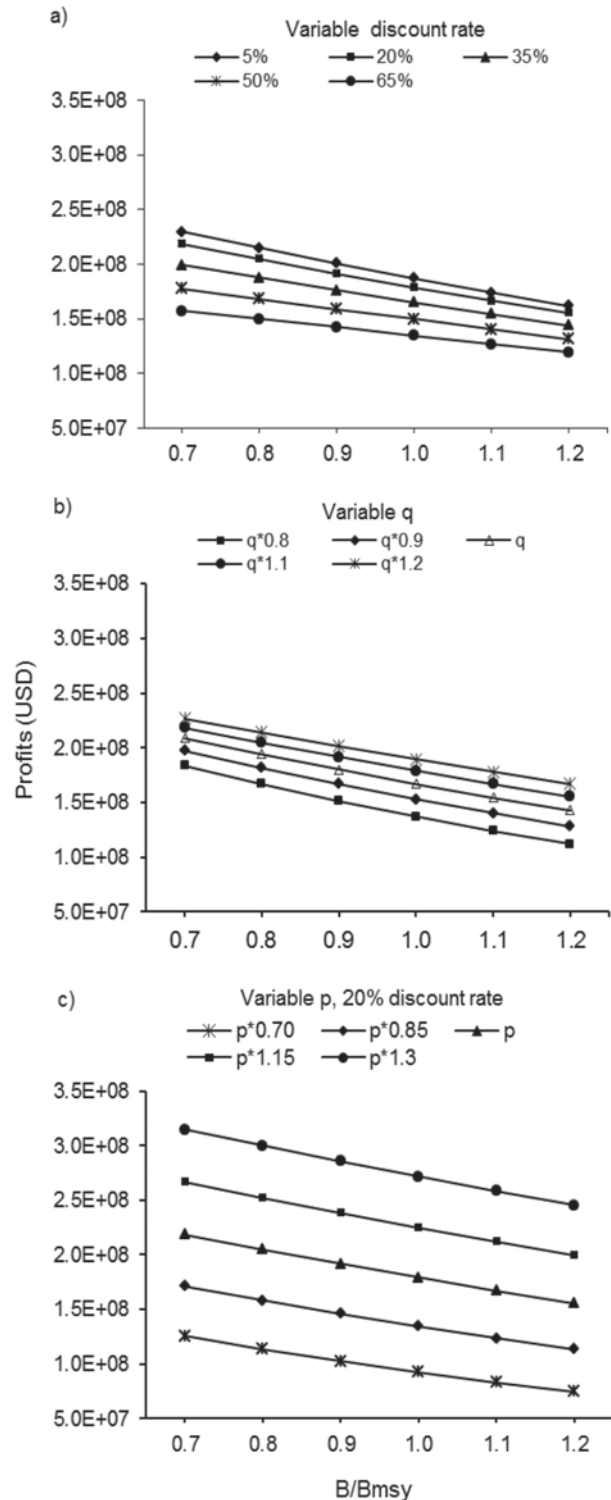 a)
Variable discount rate
5% 20% 35%
50% 65%
3.5E+08
3.0E+08
2.5E+08
2.0E+08
1.5E+08
1.0E+08
5.0E+07
0.7 0.8 0.9 1.0 1.1 1.2
b)
Variable q
q*0.8 q*0.9 q
q*1.1 q*1.2
3.5E+08
3.0E+08
2.5E+08
2.0E+08
1.5E+08
1.0E+08
5.0E+07
Profits (USD)
0.7 0.8 0.9 1.0 1.1 1.2
c)
Variable p, 20% discount rate
p*0.70 p*0.85 p
p*1.15 p*1.3
3.5E+08
3.0E+08
2.5E+08
2.0E+08
1.5E+08
1.0E+08
5.0E+07
0.7 0.8 0.9 1.0 1.1 1.2
B/Bmsy